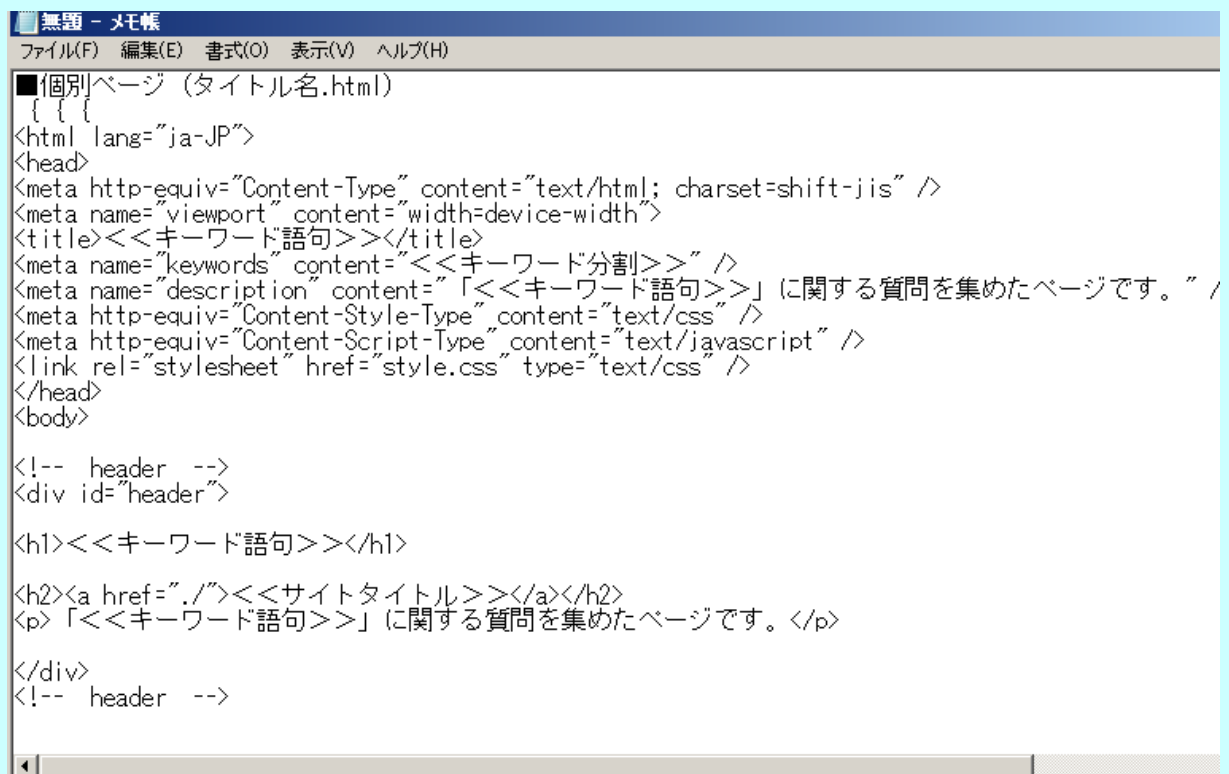 無題 - メモ帳
ファイル(F) 編集(E) 書式(O) 表示(V) ヘルプ(H)
■個別ページ（タイトル名.html）
｛｛｛
<html lang="ja-JP">
<head>
<meta http-equiv="Content-Type" content="text/html; charset=shift-jis" />
<meta name="viewport" content="width=device-width">
<title>＜＜キーワード語句＞＞</title>
<meta name="keywords" content="＜＜キーワード分割＞＞" />
<meta name="description" content="「＜＜キーワード語句＞＞」に関する質問を集めたページです。" /
<meta http-equiv="Content-Style-Type" content="text/css" />
<meta http-equiv="Content-Script-Type" content="text/javascript" />
<link rel="stylesheet" href="style.css" type="text/css" />
</head>
<body>
<!--  header  -->
<div id="header">
<h1>＜＜キーワード語句＞＞</h1>
<h2><a href="./">＜＜サイトタイトル＞＞</a></h2>
<p>「＜＜キーワード語句＞＞」に関する質問を集めたページです。</p>
</div>
<!--  header  -->